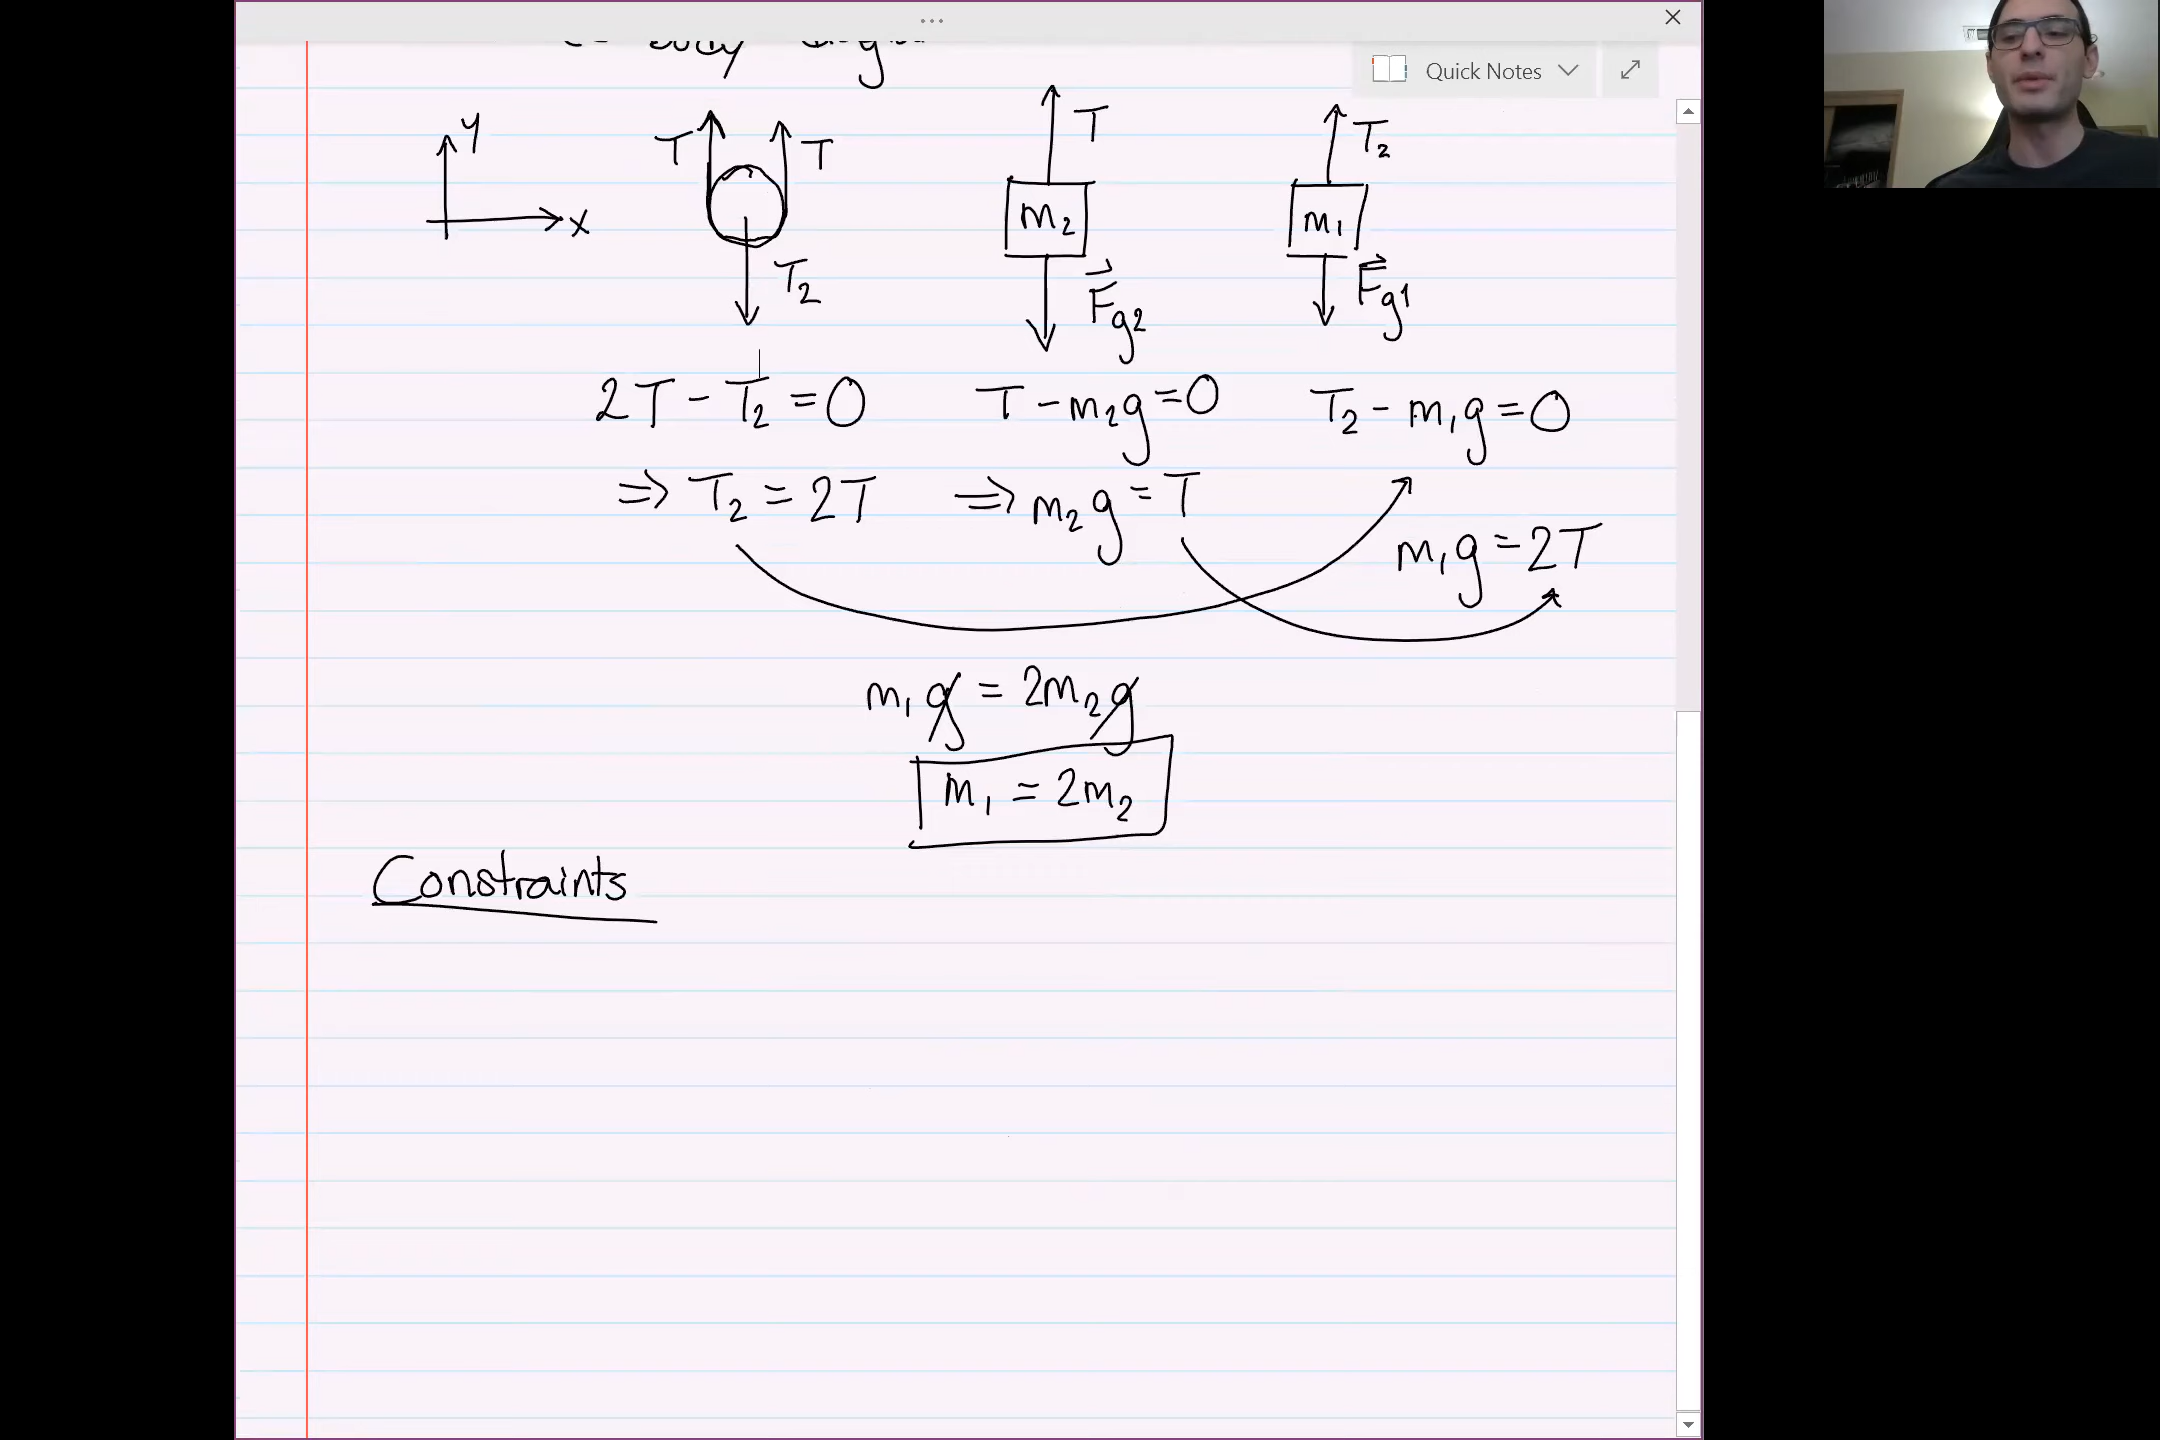 body
Quick Notes
y
x
T T
T₂
T
m₂
F⃗g2
T₂
m₁
F⃗g1
2T - T₂ = 0 T - m₂g = 0 T₂ - m₁g = 0
⇒ T₂ = 2T ⇒ m₂g = T
m₁g = 2T
m₁g = 2m₂g
m₁ = 2m₂
Constraints